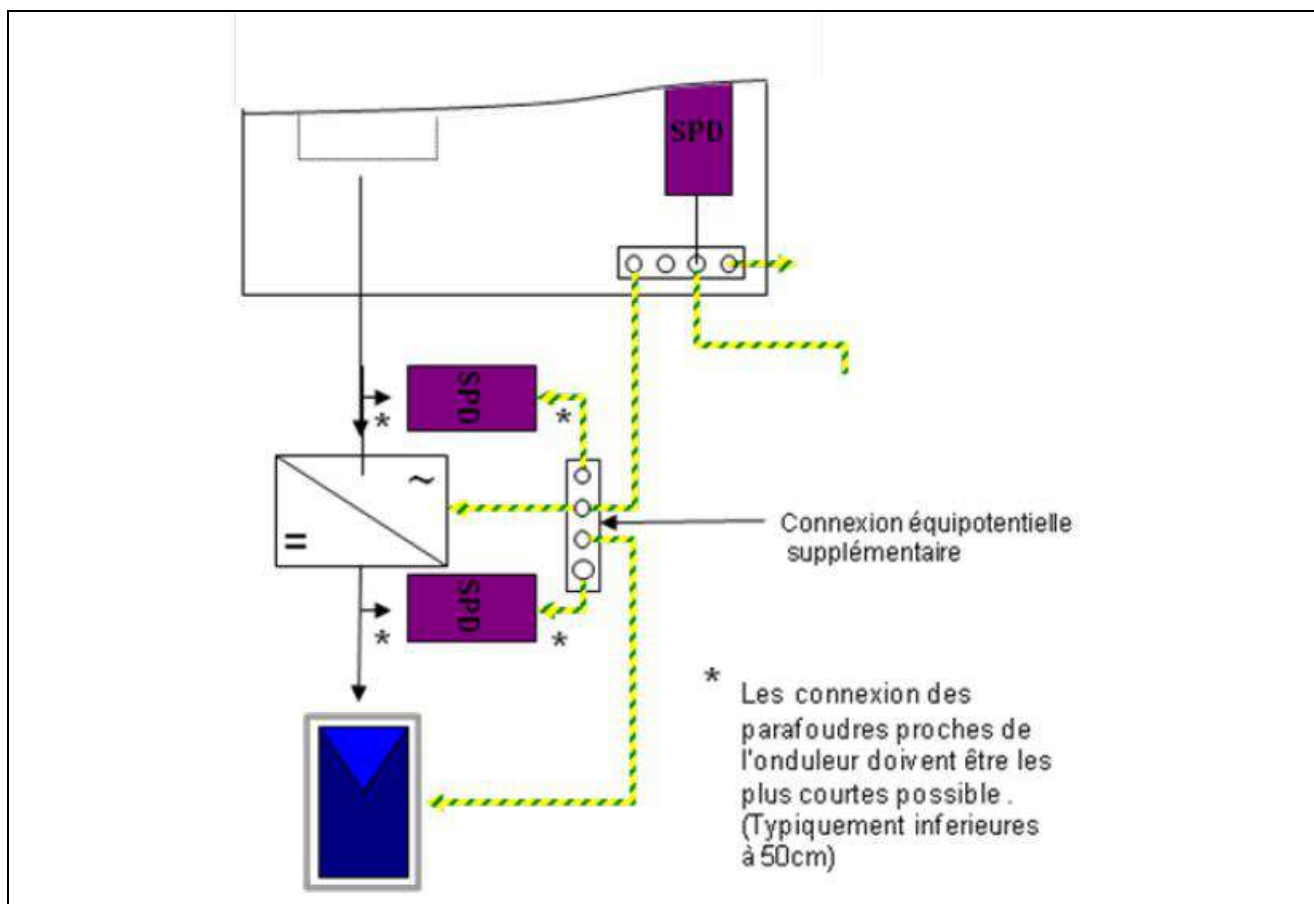 SPD
SPD
*
*
~
=
Connexion équipotentielle
supplémentaire
SPD
*
*
* Les connexion des
parafoudres proches de
l'onduleur doivent être les
plus courtes possible .
(Typiquement inferieures
à 50cm)